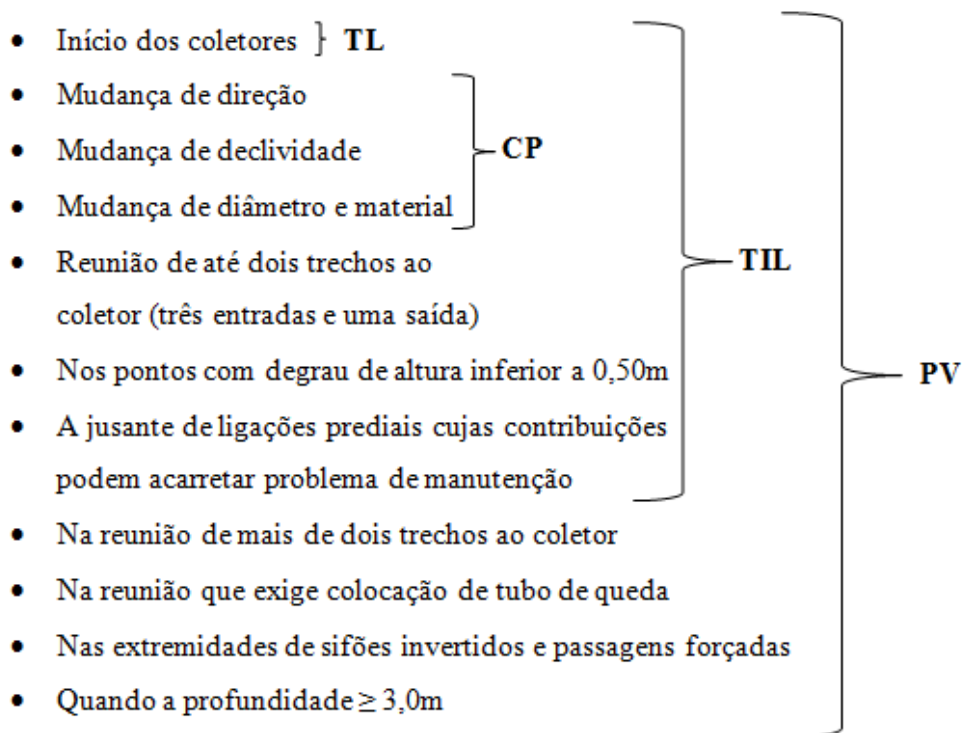 • Início dos coletores } TL
• Mudança de direção
• Mudança de declividade CP
• Mudança de diâmetro e material
• Reunião de até dois trechos ao TIL
coletor (três entradas e uma saída)
• Nos pontos com degrau de altura inferior a 0,50m PV
• A jusante de ligações prediais cujas contribuições
podem acarretar problema de manutenção
• Na reunião de mais de dois trechos ao coletor
• Na reunião que exige colocação de tubo de queda
• Nas extremidades de sifões invertidos e passagens forçadas
• Quando a profundidade ≥ 3,0m